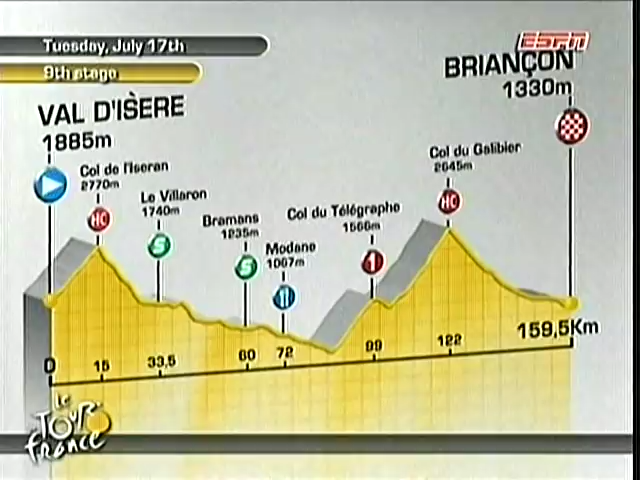 Tuesday, July 17th
9th stage
ESPN
BRIANÇON
1330m
VAL D'ISÈRE
1885m
Col de l'Iseran
2770m
HC
Le Villaron
1740m
S
Bramans
1235m
S
Modane
1067m
Col du Télégraphe
1566m
1
Col du Galibier
2645m
HC
0
15
33,5
60
72
99
122
159,5Km
le
TOUR
de
france